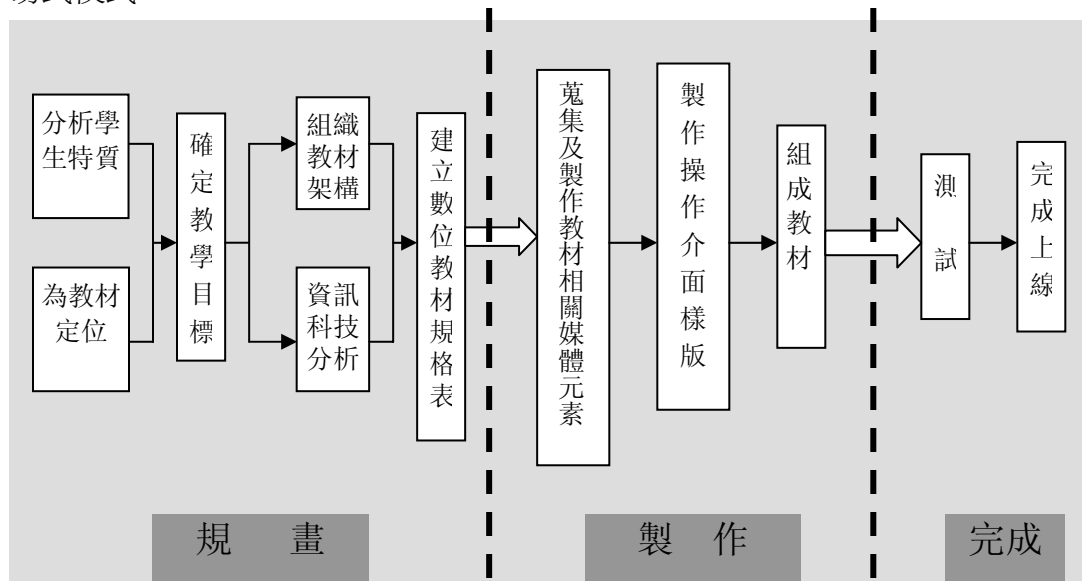 分析學
生特質
為教材
定位
確定教學目標
組織
教材
架構
資訊
科技
分析
建立數位教材規格表
蒐集及製作教材相關媒體元素
製作操作介面樣版
組成教材
測試
完成上線
規 畫
製 作
完成